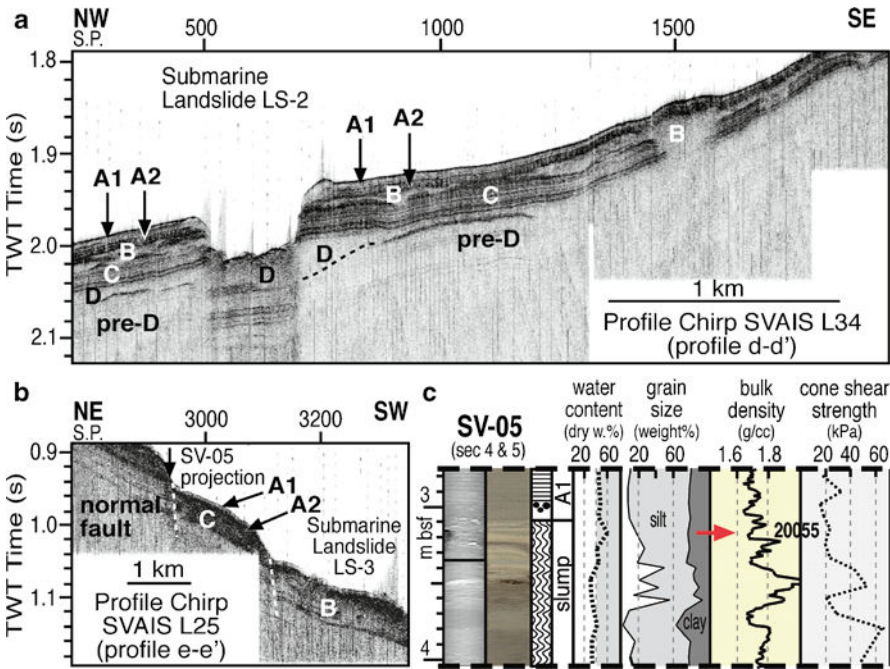 a
NW
SE
S.P.
500
1000
1500
1.8
1.9
2.0
2.1
TWT Time (s)
Submarine
Landslide LS-2
A1
A2
A1
A2
B
B
B
C
C
D
D
D
pre-D
pre-D
1 km
Profile Chirp SVAIS L34
(profile d-d')
b
NE
SW
S.P.
3000
3200
0.9
1.0
1.1
TWT Time (s)
SV-05
projection
A1
A2
normal
fault
C
Submarine
Landslide
LS-3
B
1 km
Profile Chirp
SVAIS L25
(profile e-e')
c
SV-05
(sec 4 & 5)
water
content
(dry w.%)
20 60
grain
size
(weight%)
20 60
bulk
density
(g/cc)
1.6 1.8
cone shear
strength
(kPa)
20 60
3
m bsf
4
A1
slump
silt
clay
20055